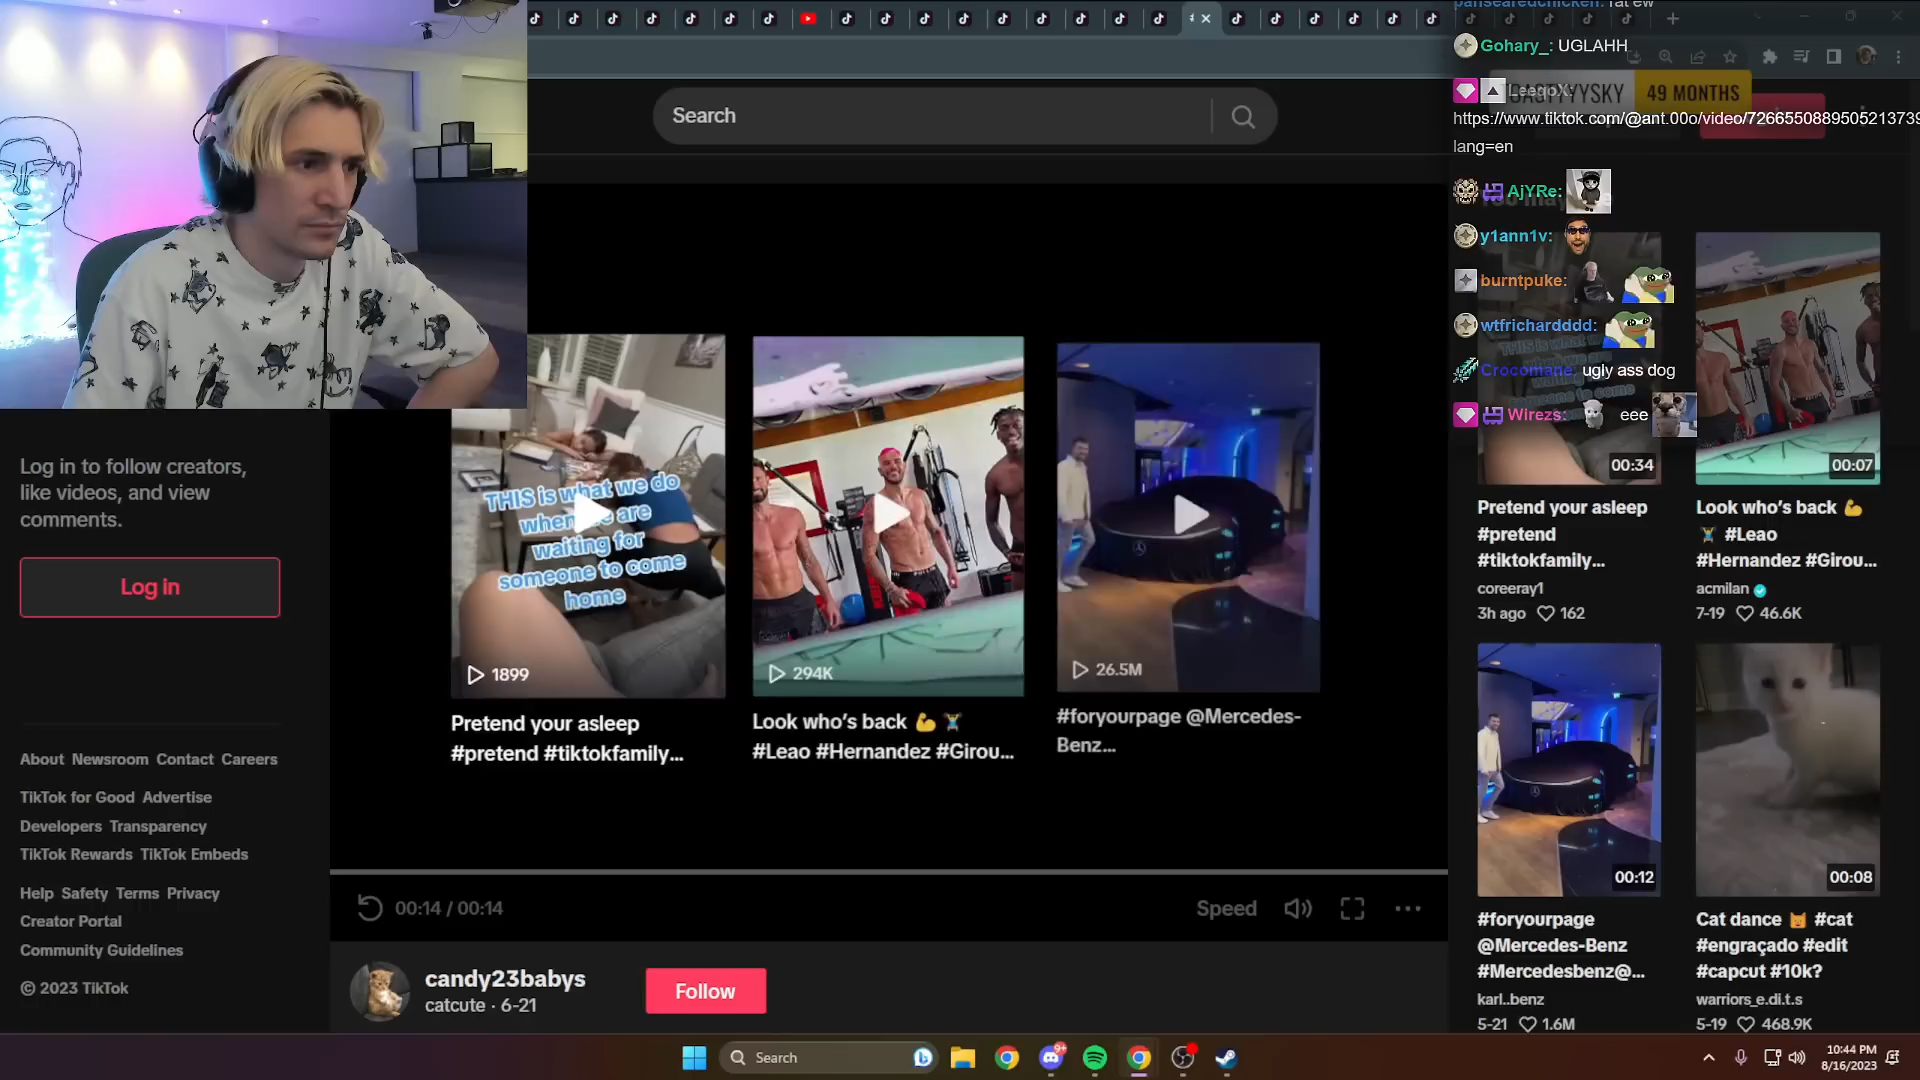 pansearedchicken: rat ew
Gohary_: UGLAHH
LeeqoX:
49 MONTHS
https://www.tiktok.com/@ant.00o/video/7266550889505213739
lang=en
AjYRe:
y1ann1v:
burntpuke:
wtfrichardddd:
Crocomane: ugly ass dog
Wirezs: eee
Search
Log in to follow creators,
like videos, and view
comments.
Log in
About Newsroom Contact Careers
TikTok for Good Advertise
Developers Transparency
TikTok Rewards TikTok Embeds
Help Safety Terms Privacy
Creator Portal
Community Guidelines
© 2023 TikTok
THIS is what we do
when we are
waiting for
someone to come
home
1899
Pretend your asleep
#pretend #tiktokfamily...
294K
Look who's back 💪 🏋
#Leao #Hernandez #Girou...
26.5M
#foryourpage @Mercedes-
Benz...
00:14 / 00:14
Speed
candy23babys
catcute · 6-21
Follow
00:34
Pretend your asleep
#pretend
#tiktokfamily...
coreeray1
3h ago 162
00:07
Look who's back 💪
🏋 #Leao
#Hernandez #Girou...
acmilan
7-19 46.6K
00:12
#foryourpage
@Mercedes-Benz
#Mercedesbenz@...
karl..benz
5-21 1.6M
00:08
Cat dance 🐱 #cat
#engraçado #edit
#capcut #10k?
warriors_e.di.t.s
5-19 468.9K
Search
9+
10:44 PM
8/16/2023